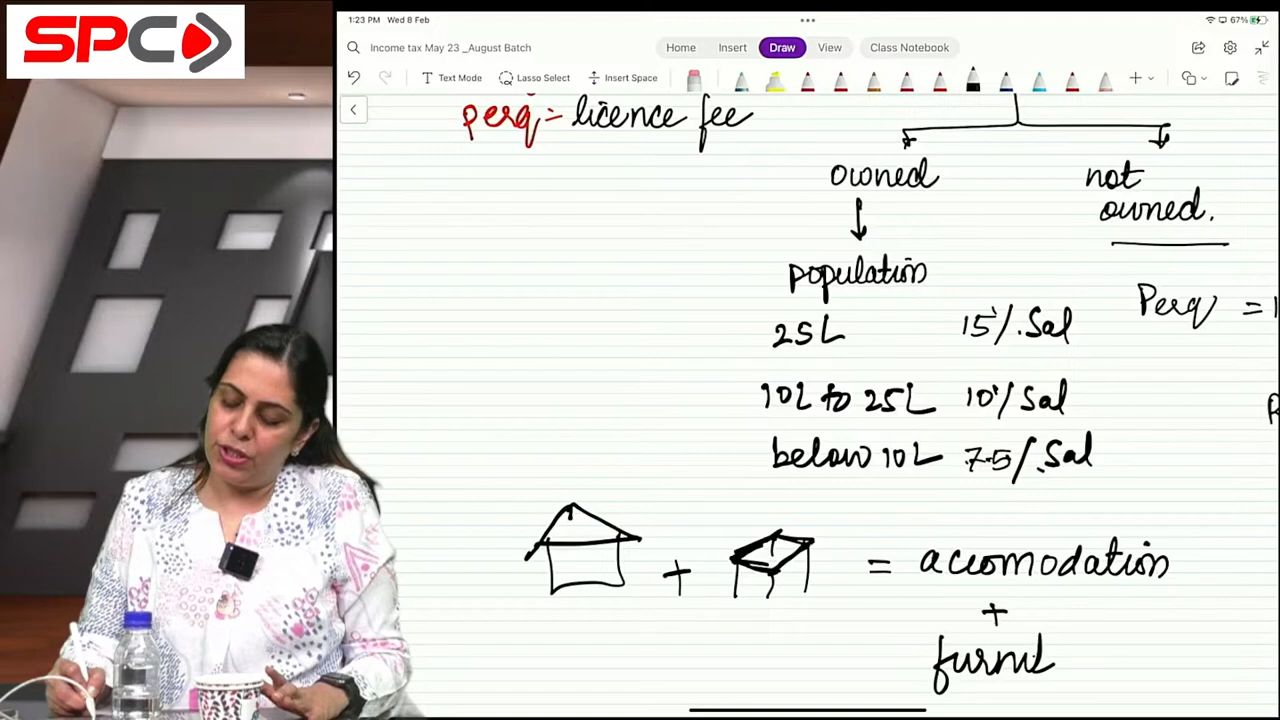 SPC
1:23 PM Wed 8 Feb
67%
Income tax May 23 _August Batch
Home Insert Draw View Class Notebook
Text Mode Lasso Select Insert Space
perq = licence fee
owned
not owned.
population
25L 15%.Sal
Perq =
10L to 25L 10% Sal
below 10L 7.5%.Sal
+ = accomodation
+
furnit